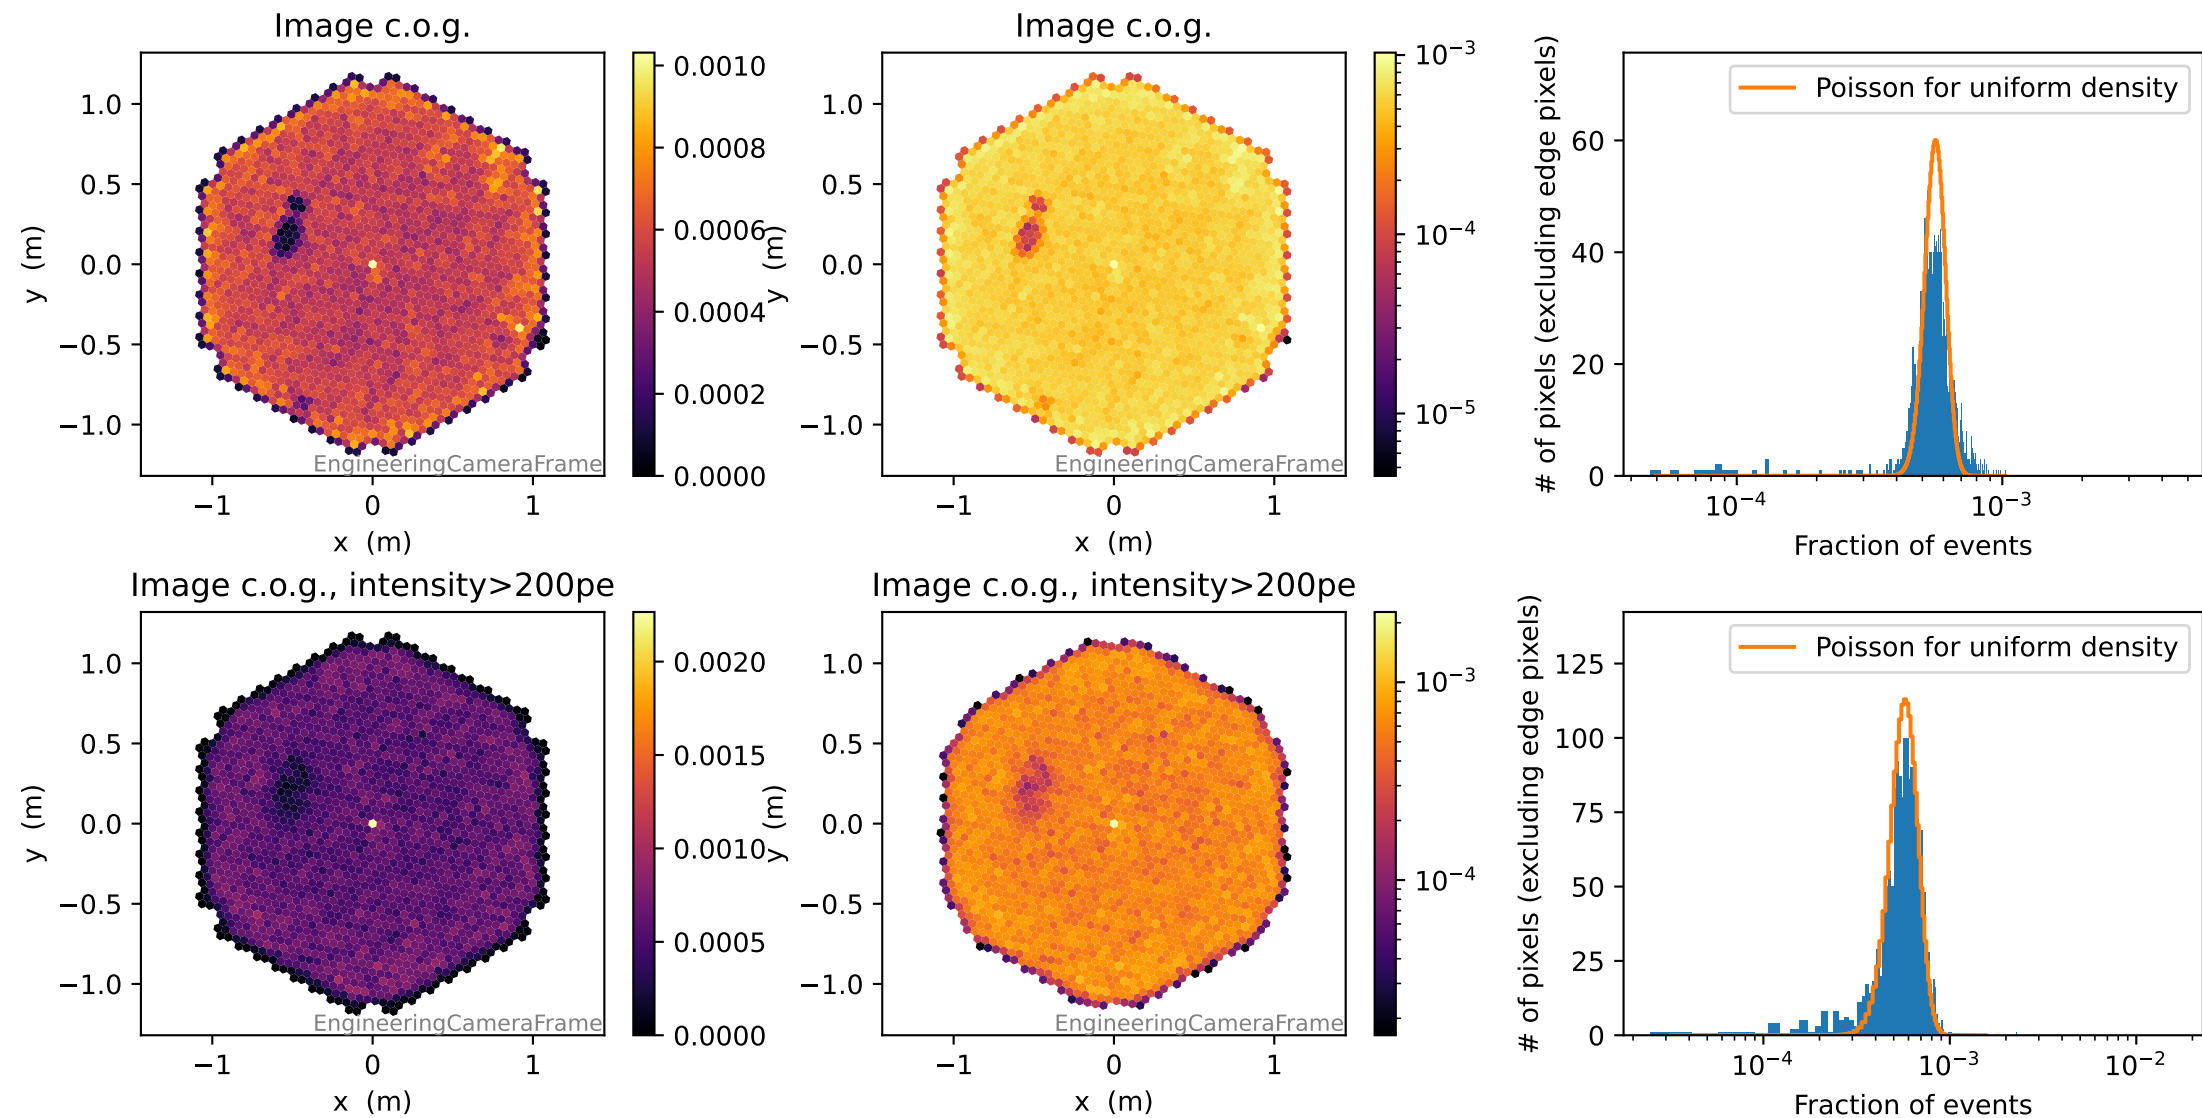 Image c.o.g.
1.0
0.5
0.0
−0.5
−1.0
y (m)
−1
0
1
x (m)
EngineeringCameraFrame
0.0010
0.0008
0.0006
0.0004
0.0002
0.0000
Image c.o.g.
1.0
0.5
0.0
−0.5
−1.0
y (m)
−1
0
1
x (m)
EngineeringCameraFrame
10⁻³
10⁻⁴
10⁻⁵
Poisson for uniform density
# of pixels (excluding edge pixels)
60
40
20
0
10⁻⁴
10⁻³
Fraction of events
Image c.o.g., intensity>200pe
1.0
0.5
0.0
−0.5
−1.0
y (m)
−1
0
1
x (m)
EngineeringCameraFrame
0.0020
0.0015
0.0010
0.0005
0.0000
Image c.o.g., intensity>200pe
1.0
0.5
0.0
−0.5
−1.0
y (m)
−1
0
1
x (m)
EngineeringCameraFrame
10⁻³
10⁻⁴
Poisson for uniform density
# of pixels (excluding edge pixels)
125
100
75
50
25
0
10⁻⁴
10⁻³
10⁻²
Fraction of events